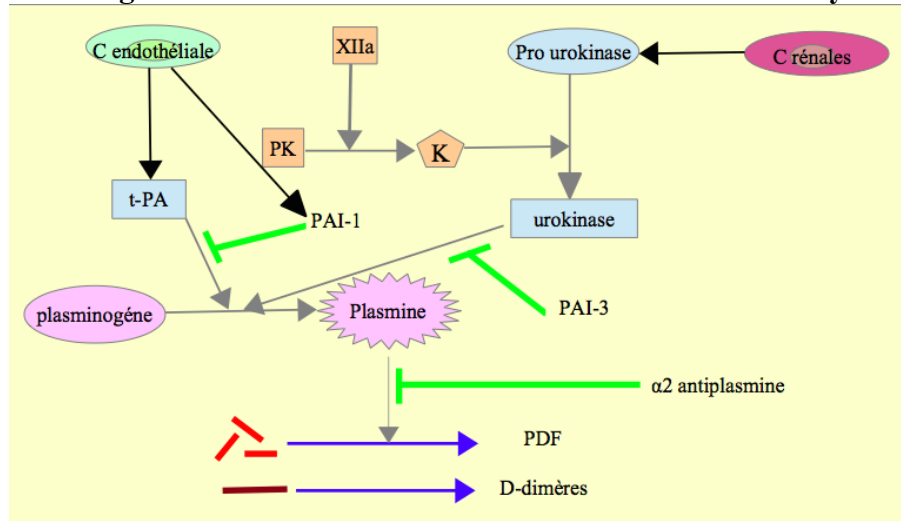 C endothéliale
XIIa
Pro urokinase
C rénales
PK
K
t-PA
PAI-1
urokinase
plasminogéne
Plasmine
PAI-3
α2 antiplasmine
PDF
D-dimères